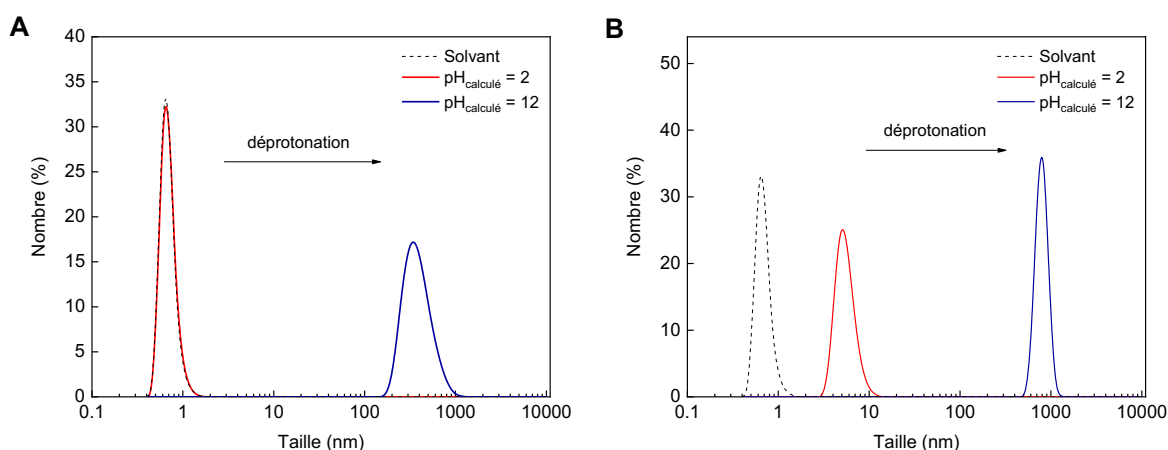 A
40
35
30
25
20
15
10
5
0
Nombre (%)
0.1 1 10 100 1000 10000
Taille (nm)
Solvant
pHcalculé = 2
pHcalculé = 12
déprotonation
B
50
40
30
20
10
0
Nombre (%)
0.1 1 10 100 1000 10000
Taille (nm)
Solvant
pHcalculé = 2
pHcalculé = 12
déprotonation